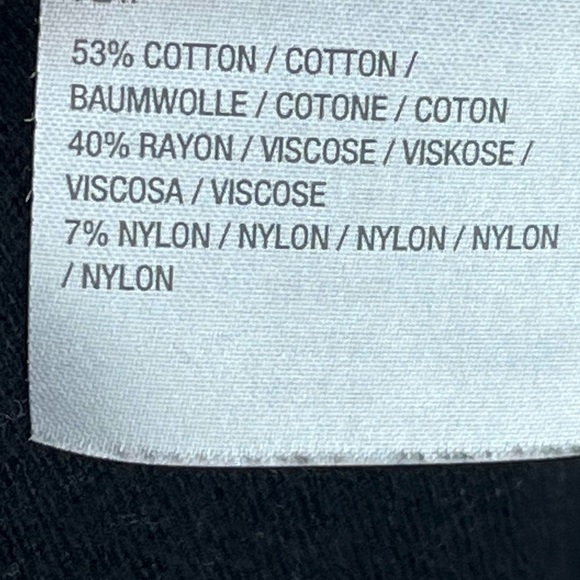 53% COTTON / COTTON /
BAUMWOLLE / COTONE / COTON
40% RAYON / VISCOSE / VISKOSE /
VISCOSA / VISCOSE
7% NYLON / NYLON / NYLON / NYLON
/ NYLON